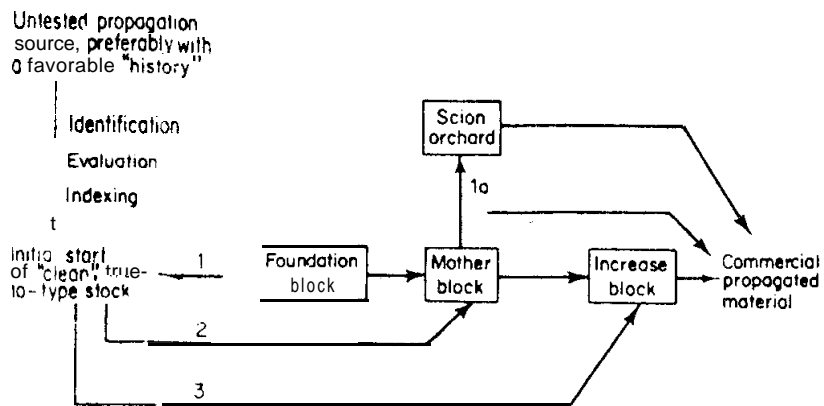 Untested propagation
source, preferably with
a favorable "history"
Identification
Evaluation
Indexing
t
Initia start
of "clean", true-
to-type stock
1
Foundation
block
Mother
block
Increase
block
Commercial
propagated
material
Scion
orchard
1a
2
3